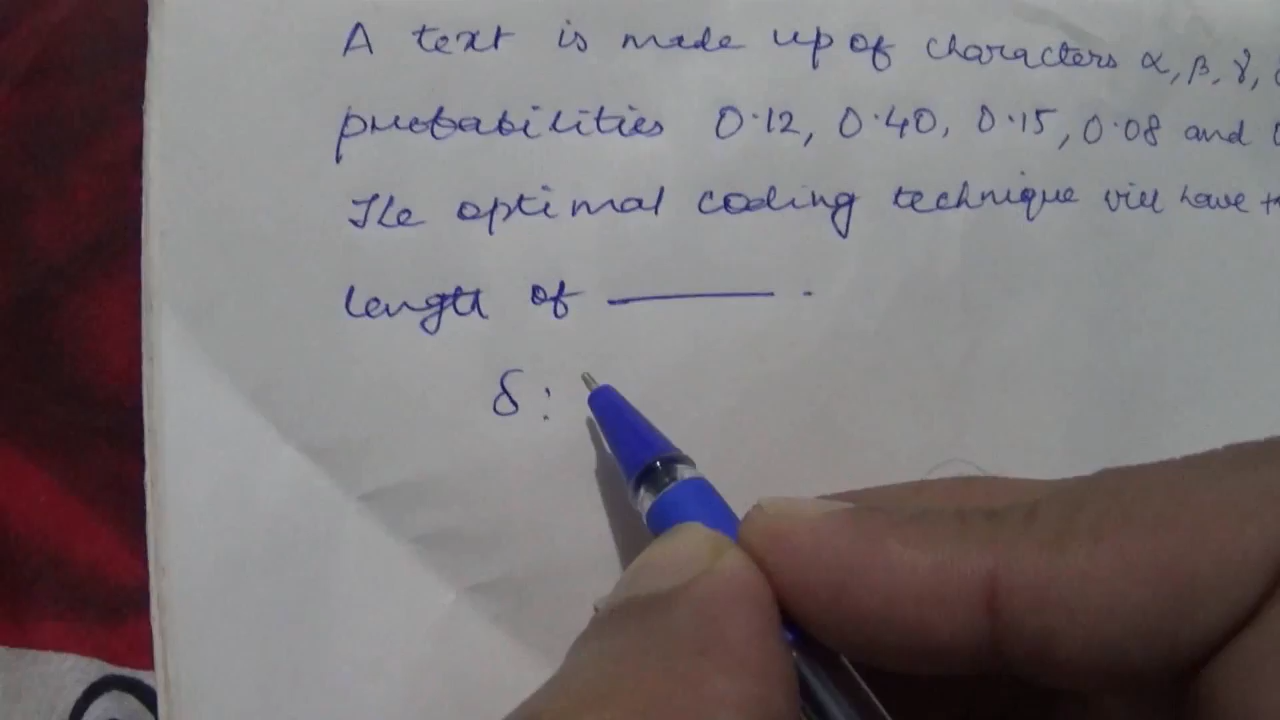 A text is made up of characters α, β, γ,
probabilities 0.12, 0.40, 0.15, 0.08 and
The optimal coding technique will have
length of ______ .
δ: